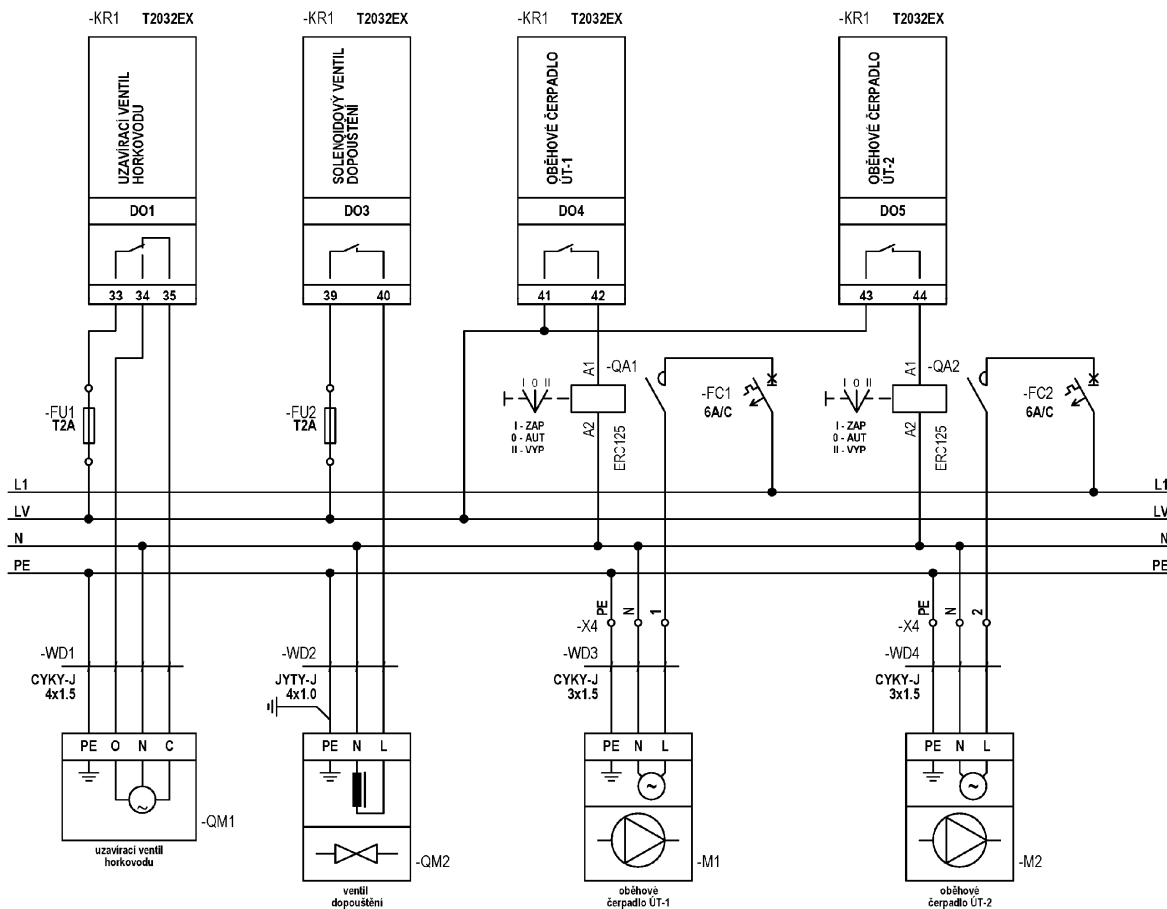 -KR1 T2032EX
-KR1 T2032EX
-KR1 T2032EX
-KR1 T2032EX
UZAVÍRACÍ VENTIL
HORKOVODU
SOLENOIDOVÝ VENTIL
DOPOUŠTĚNÍ
OBĚHOVÉ ČERPADLO
ÚT-1
OBĚHOVÉ ČERPADLO
ÚT-2
DO1
DO3
DO4
DO5
33 34 35
39 40
41 42
43 44
-FU1
T2A
-FU2
T2A
I 0 II
I - ZAP
0 - AUT
II - VYP
A1
A2
-QA1
ERC125
-FC1
6A/C
I 0 II
I - ZAP
0 - AUT
II - VYP
A1
A2
-QA2
ERC125
-FC2
6A/C
L1 L1
LV LV
N N
PE PE
-X4 PE N 1
-X4 PE N 2
-WD1
CYKY-J
4x1.5
-WD2
JYTY-J
4x1.0
-WD3
CYKY-J
3x1.5
-WD4
CYKY-J
3x1.5
PE O N C
PE N L
PE N L
PE N L
~
~
~
-QM1
-QM2
-M1
-M2
uzavírací ventil
horkovodu
ventil
dopouštění
oběhové
čerpadlo ÚT-1
oběhové
čerpadlo ÚT-2